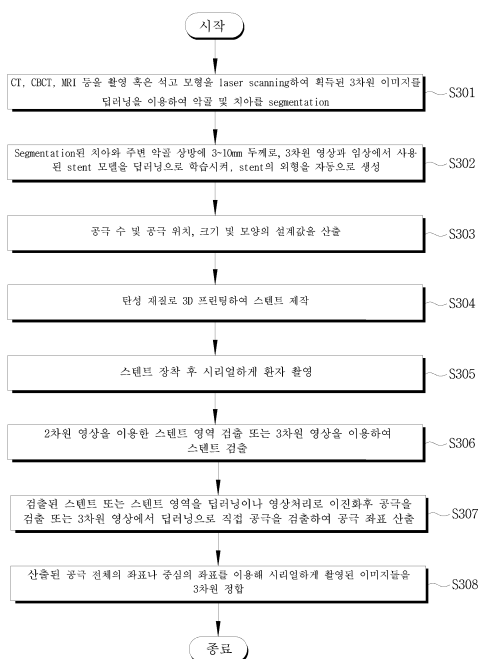 시작
CT, CBCT, MRI 등을 촬영 혹은 석고 모형을 laser scanning하여 획득된 3차원 이미지를
딥러닝을 이용하여 악골 및 치아를 segmentation
S301
Segmentation된 치아와 주변 악골 상방에 3~10mm 두께로, 3차원 영상과 임상에서 사용
된 stent 모델을 딥러닝으로 학습시켜, stent의 외형을 자동으로 생성
S302
공극 수 및 공극 위치, 크기 및 모양의 설계값을 산출
S303
탄성 재질로 3D 프린팅하여 스텐트 제작
S304
스텐트 장착 후 시리얼하게 환자 촬영
S305
2차원 영상을 이용한 스텐트 영역 검출 또는 3차원 영상을 이용하여
스텐트 검출
S306
검출된 스텐트 또는 스텐트 영역을 딥러닝이나 영상처리로 이진화후 공극을
검출 또는 3차원 영상에서 딥러닝으로 직접 공극을 검출하여 공극 좌표 산출
S307
산출된 공극 전체의 좌표나 중심의 좌표를 이용해 시리얼하게 촬영된 이미지들을
3차원 정합
S308
종료